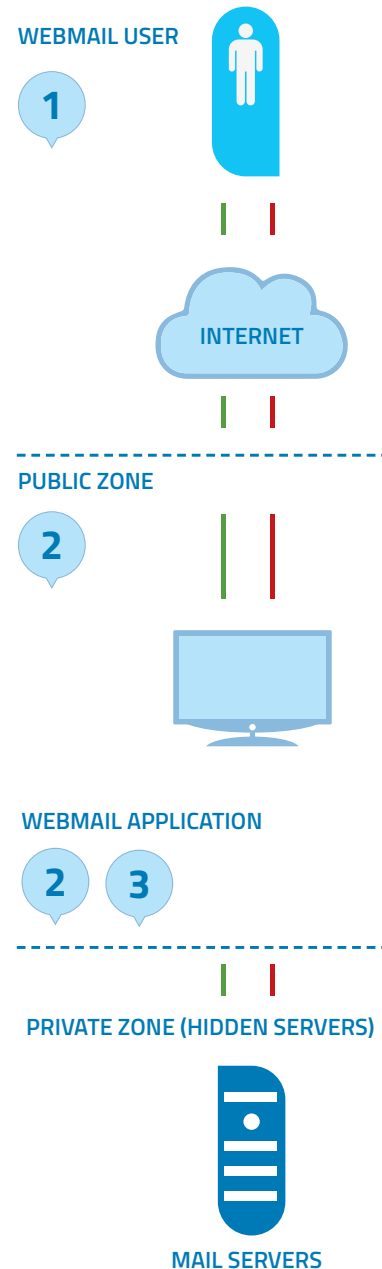 WEBMAIL USER
1
INTERNET
PUBLIC ZONE
2
WEBMAIL APPLICATION
2 3
PRIVATE ZONE (HIDDEN SERVERS)
MAIL SERVERS